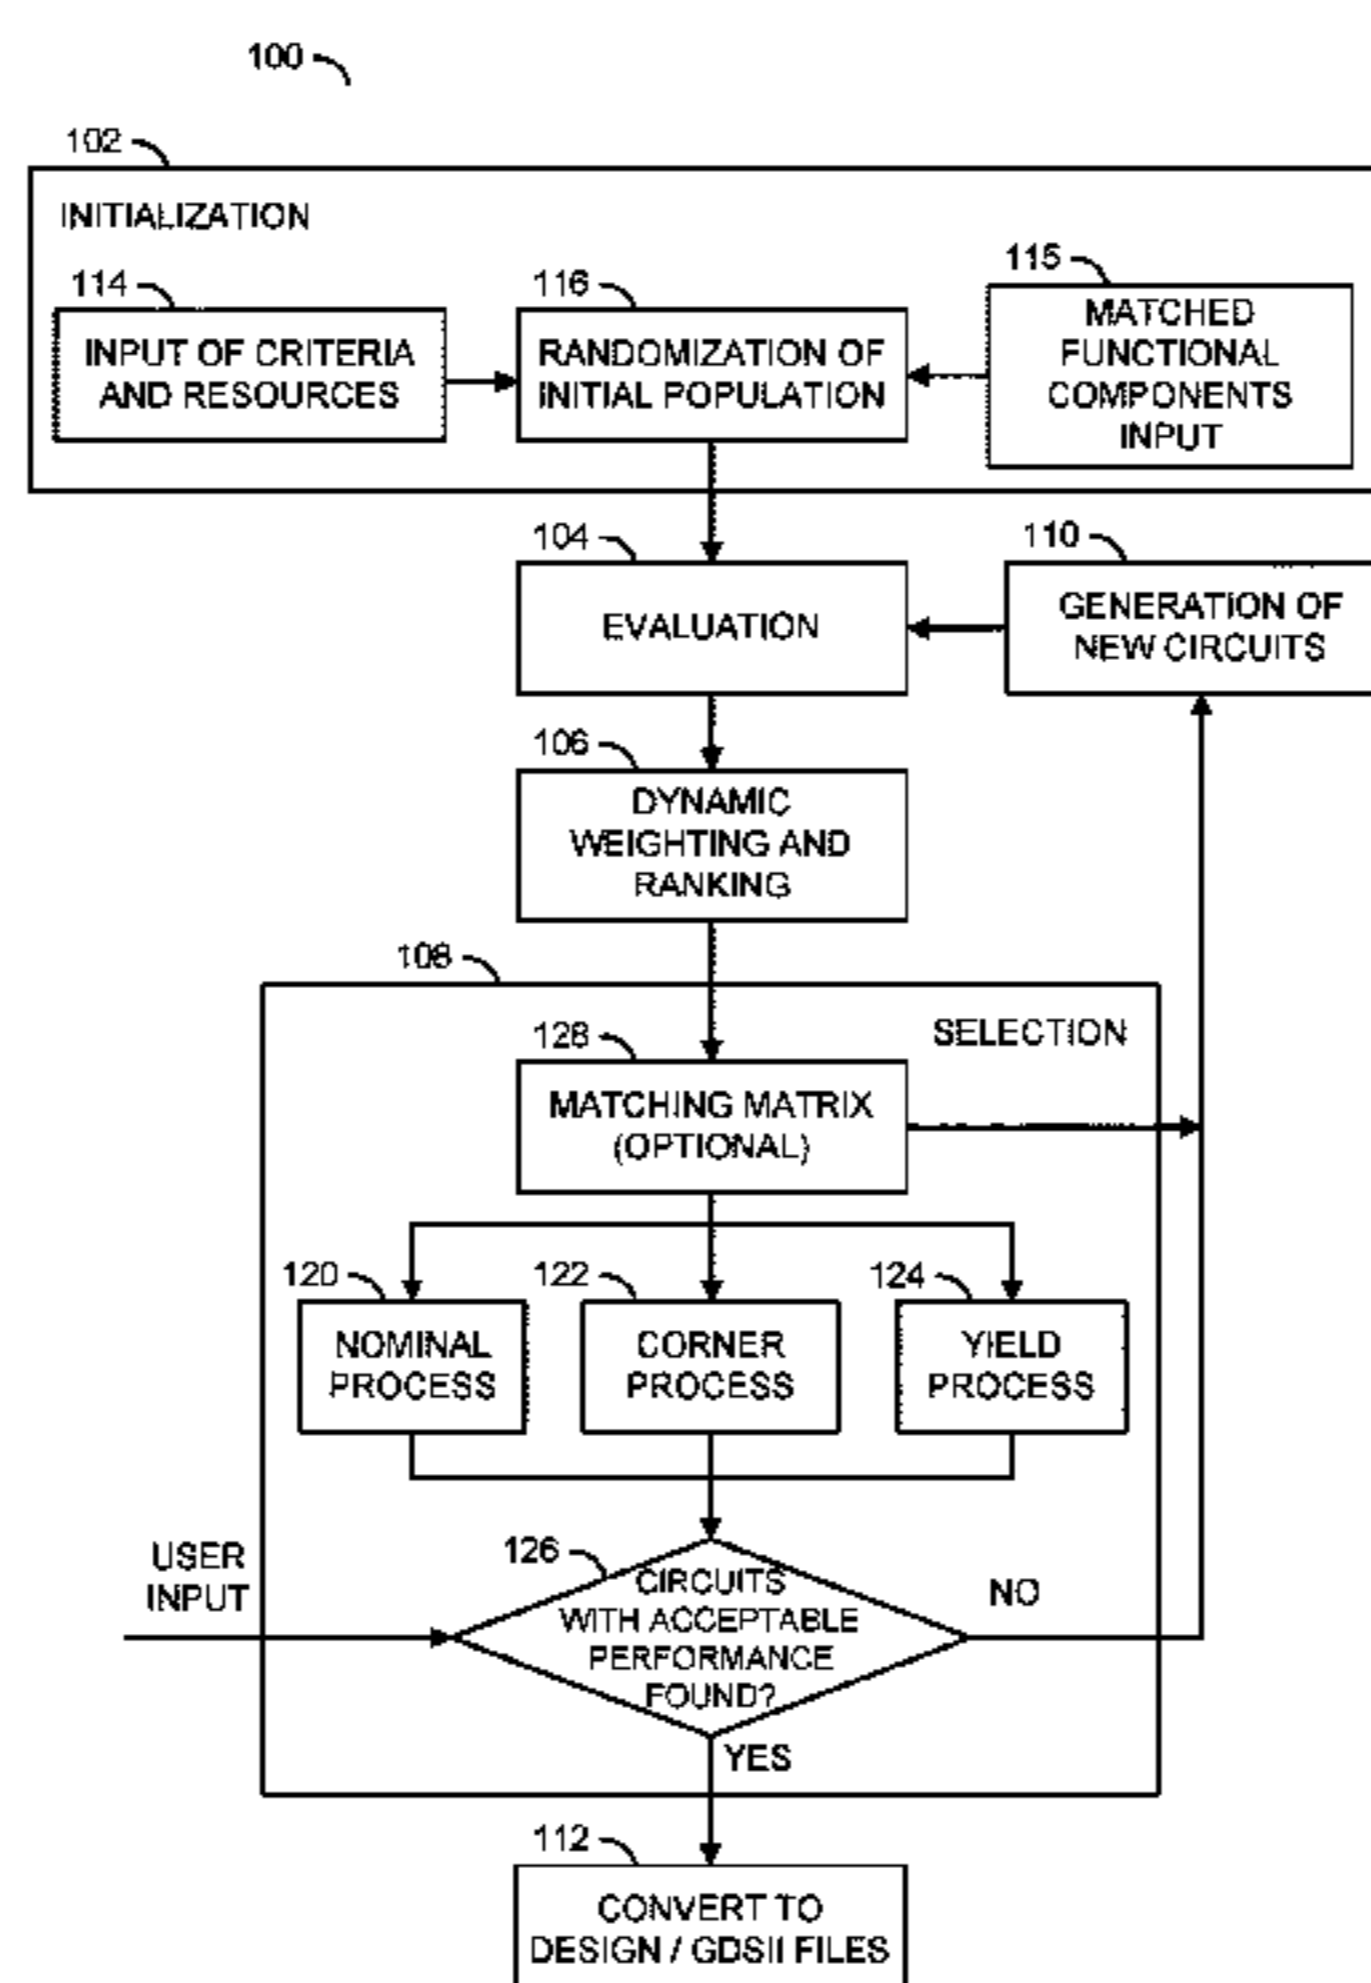 100
102
INITIALIZATION
114
INPUT OF CRITERIA
AND RESOURCES
116
RANDOMIZATION OF
INITIAL POPULATION
115
MATCHED
FUNCTIONAL
COMPONENTS
INPUT
104
EVALUATION
110
GENERATION OF
NEW CIRCUITS
106
DYNAMIC
WEIGHTING AND
RANKING
108
SELECTION
128
MATCHING MATRIX
(OPTIONAL)
120
NOMINAL
PROCESS
122
CORNER
PROCESS
124
YIELD
PROCESS
USER
INPUT
126
CIRCUITS
WITH ACCEPTABLE
PERFORMANCE
FOUND?
NO
YES
112
CONVERT TO
DESIGN / GDSII FILES